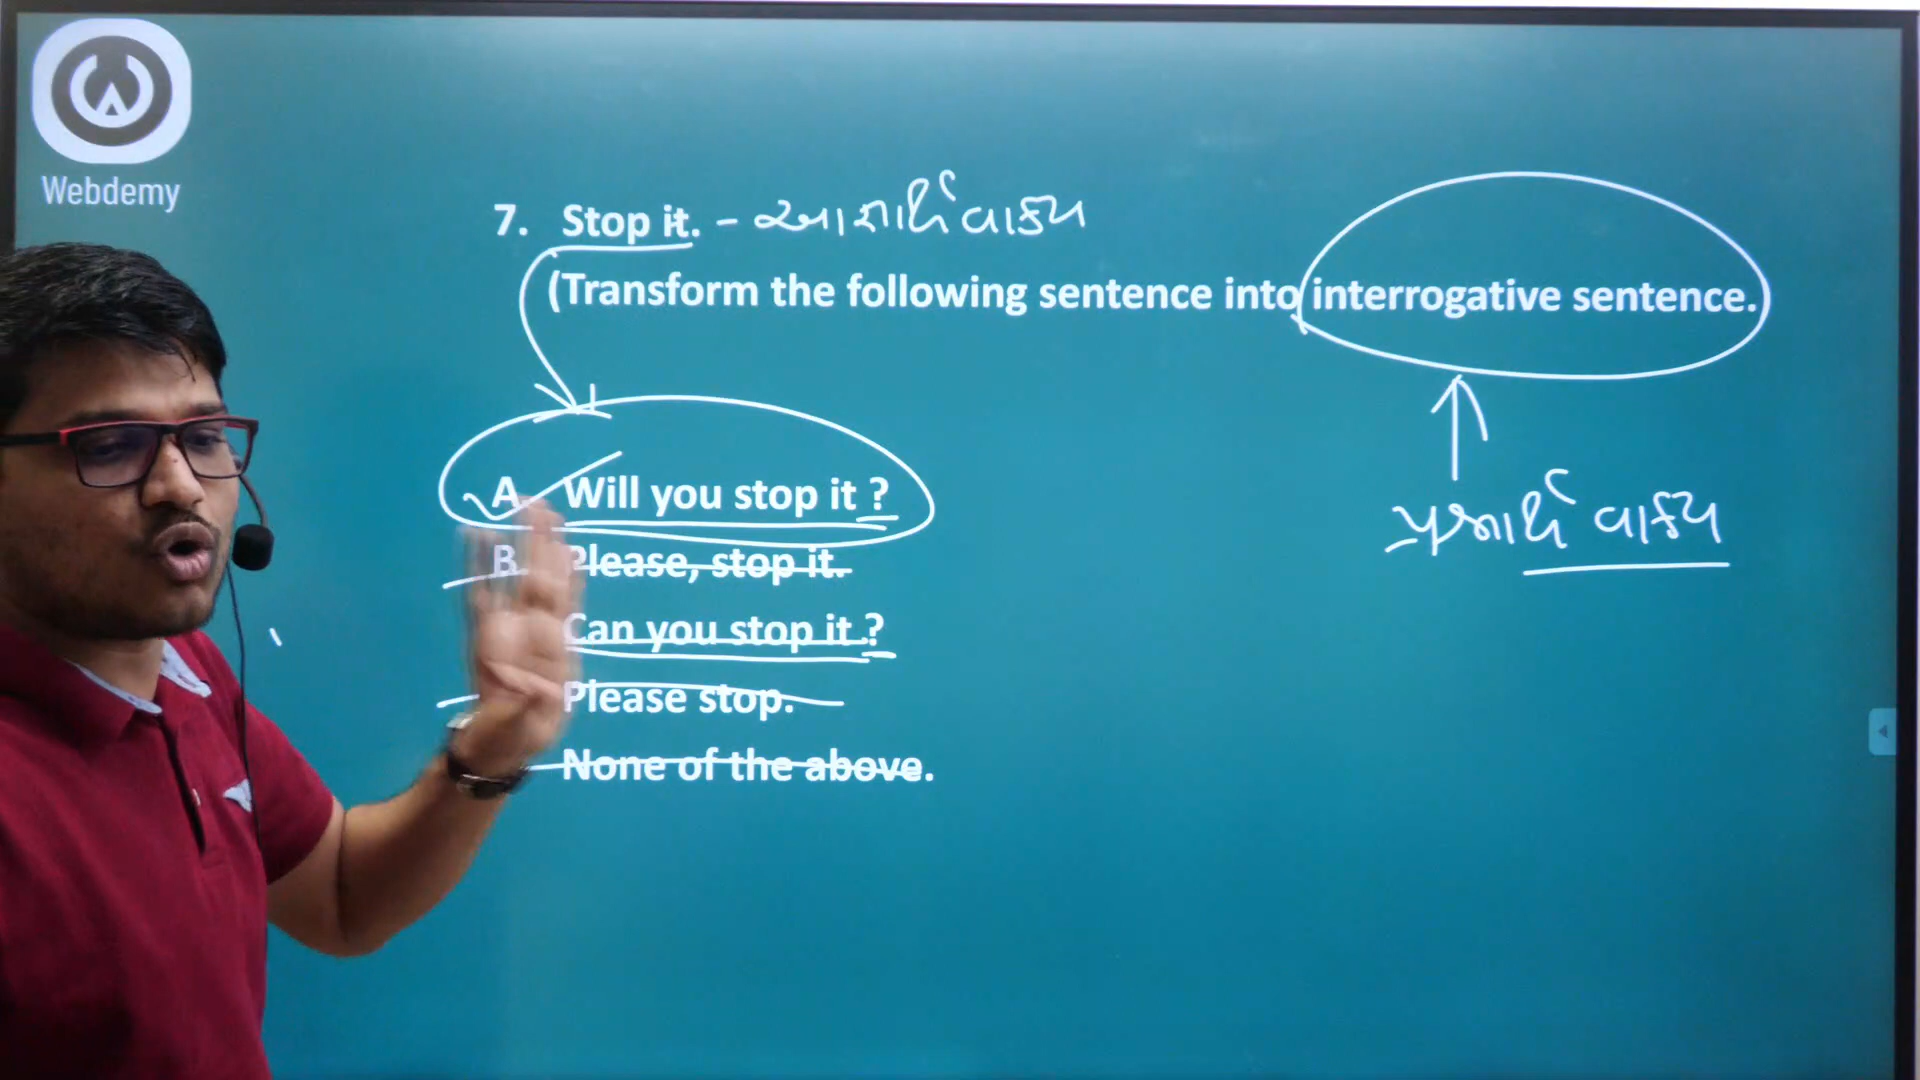 Webdemy
7. Stop it. - આજ્ઞાર્થ વાક્ય
(Transform the following sentence into interrogative sentence.
A. Will you stop it ?
B. Please, stop it.
Can you stop it ?
Please stop.
None of the above.
પ્રશ્નાર્થ વાક્ય